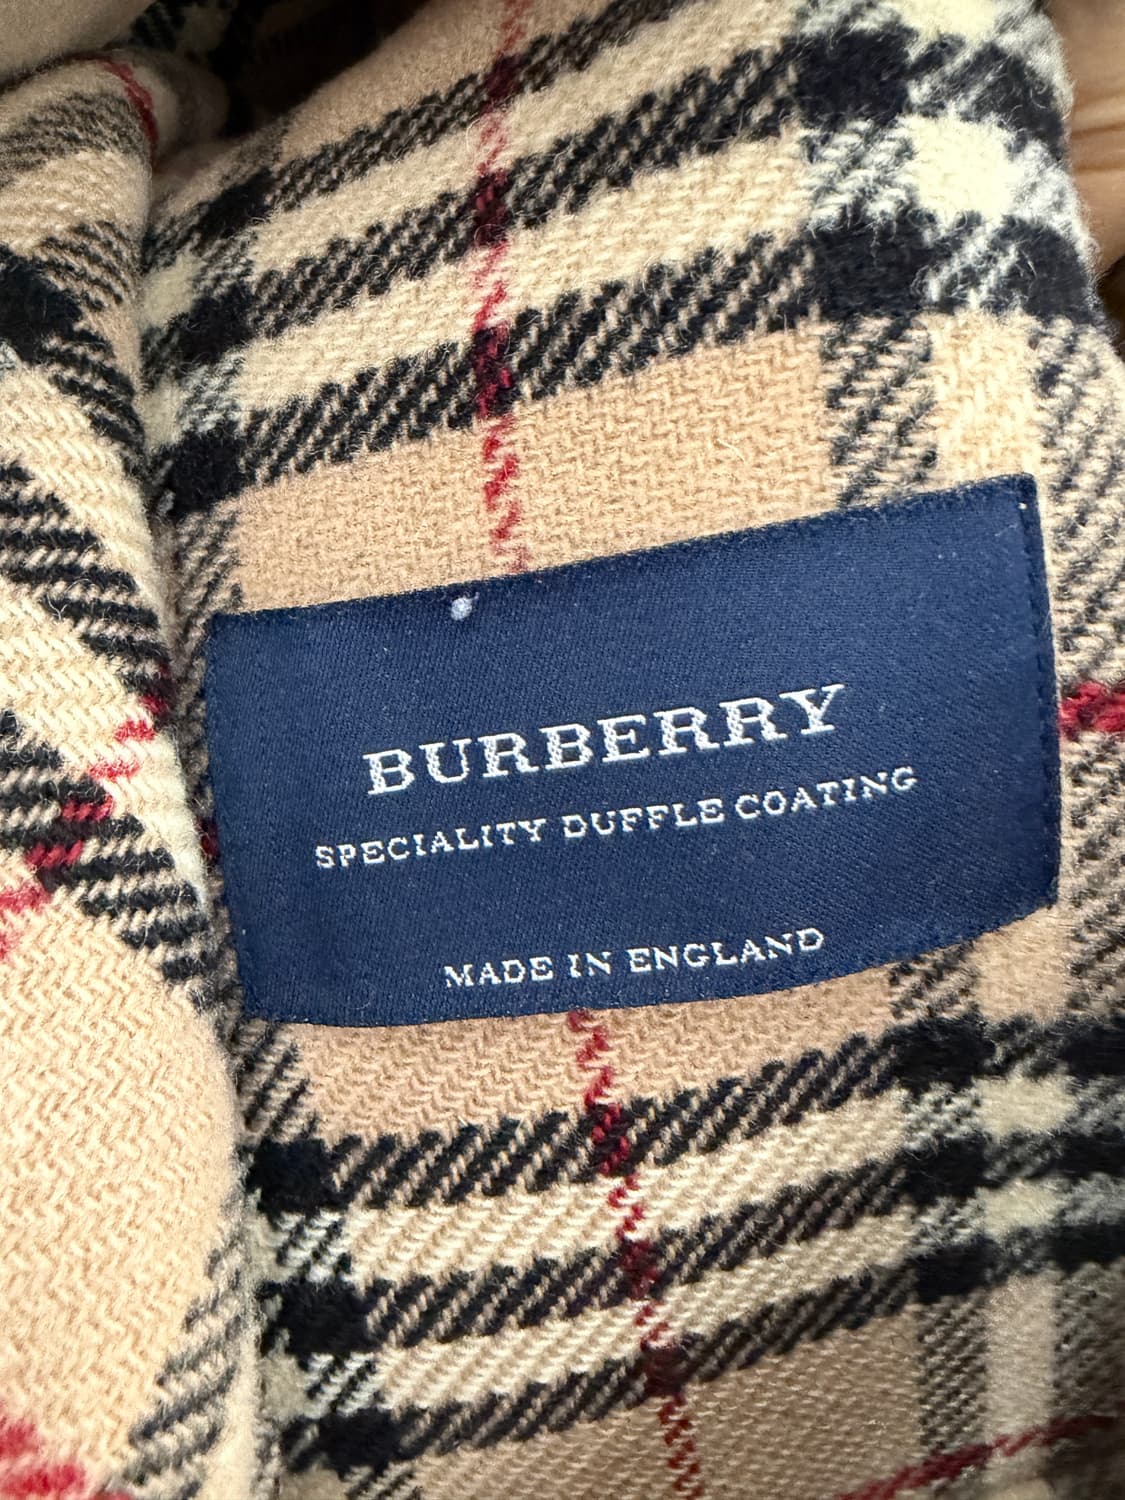 BURBERRY
SPECIALITY DUFFLE COATING
MADE IN ENGLAND